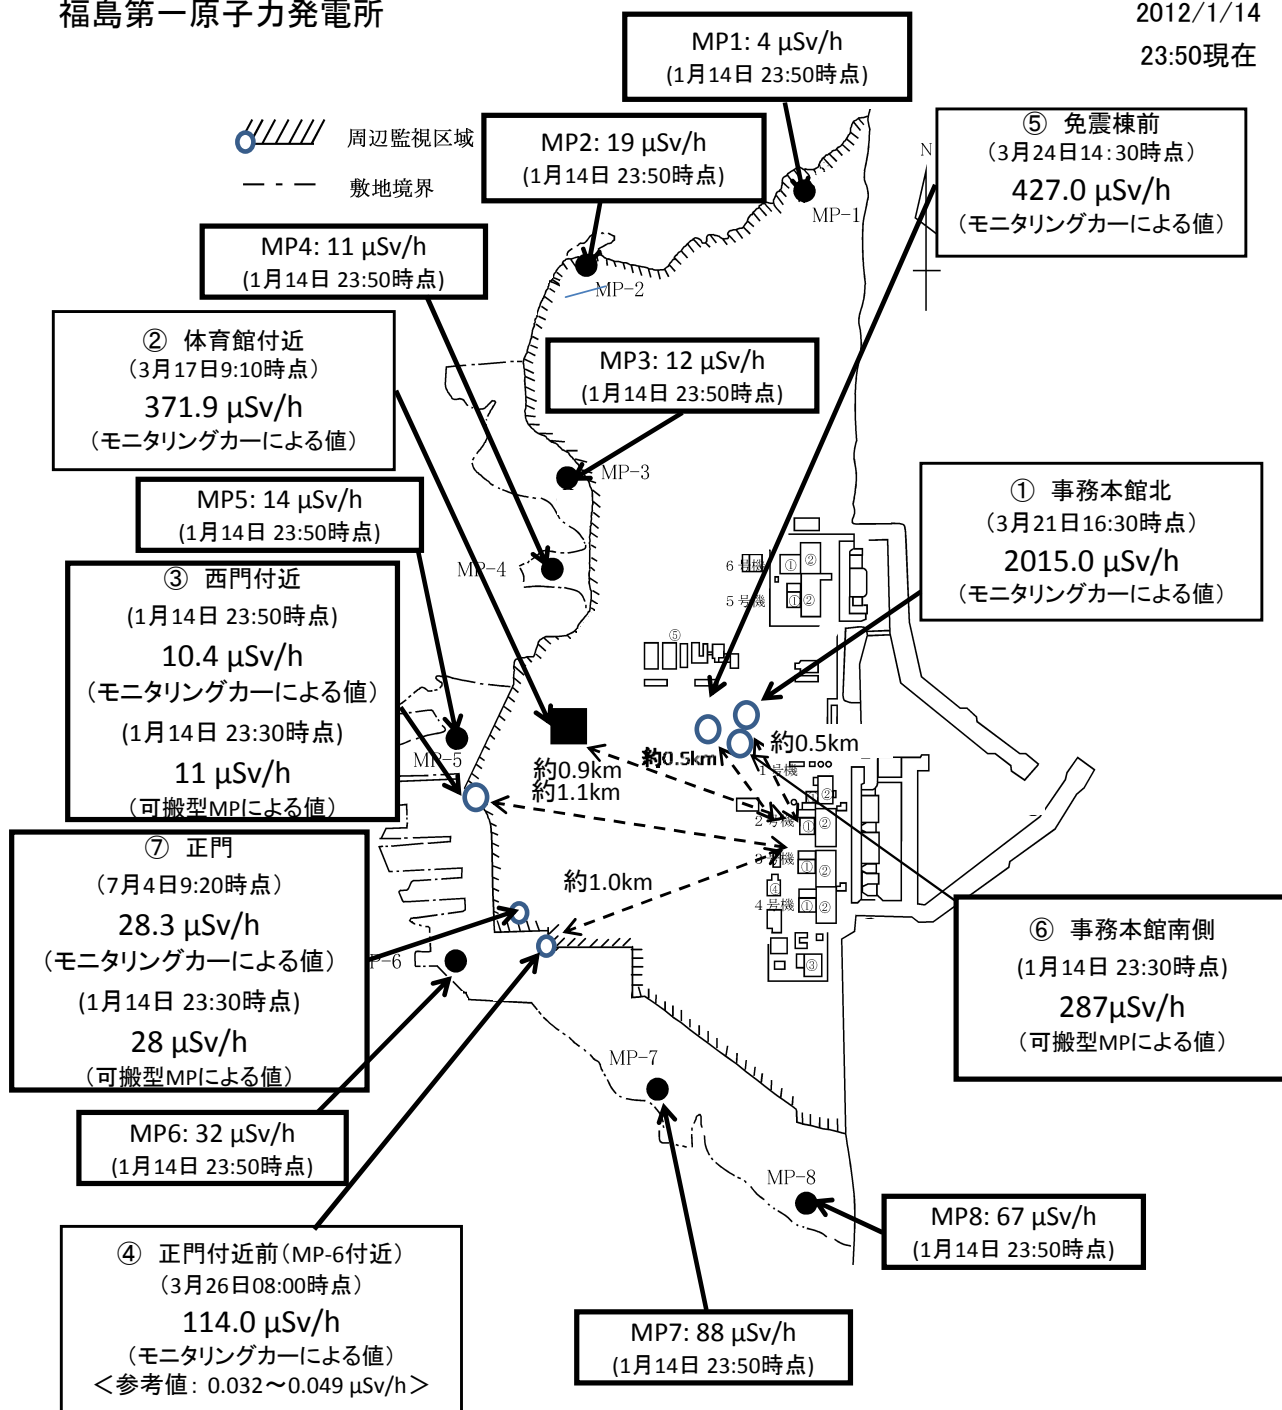 福島第一原子力発電所
2012/1/14
23:50現在
周辺監視区域
敷地境界
MP1: 4 μSv/h
(1月14日 23:50時点)
MP2: 19 μSv/h
(1月14日 23:50時点)
⑤ 免震棟前
(3月24日14:30時点)
427.0 μSv/h
(モニタリングカーによる値)
N
MP-1
MP4: 11 μSv/h
(1月14日 23:50時点)
MP-2
② 体育館付近
(3月17日9:10時点)
371.9 μSv/h
(モニタリングカーによる値)
MP3: 12 μSv/h
(1月14日 23:50時点)
MP-3
MP5: 14 μSv/h
(1月14日 23:50時点)
① 事務本館北
(3月21日16:30時点)
2015.0 μSv/h
(モニタリングカーによる値)
MP-4
6号機
① ②
5号機
① ②
③ 西門付近
(1月14日 23:50時点)
10.4 μSv/h
(モニタリングカーによる値)
(1月14日 23:30時点)
11 μSv/h
(可搬型MPによる値)
⑤
MP-5
約0.9km
約1.1km
約0.5km
約0.5km
1号機
②
2号機
① ②
3号機
① ②
④
4号機
① ②
③
約1.0km
⑦ 正門
(7月4日9:20時点)
28.3 μSv/h
(モニタリングカーによる値)
(1月14日 23:30時点)
28 μSv/h
(可搬型MPによる値)
P-6
⑥ 事務本館南側
(1月14日 23:30時点)
287μSv/h
(可搬型MPによる値)
MP-7
MP6: 32 μSv/h
(1月14日 23:50時点)
MP-8
MP8: 67 μSv/h
(1月14日 23:50時点)
④ 正門付近前(MP-6付近)
(3月26日08:00時点)
114.0 μSv/h
(モニタリングカーによる値)
＜参考値: 0.032～0.049 μSv/h＞
MP7: 88 μSv/h
(1月14日 23:50時点)